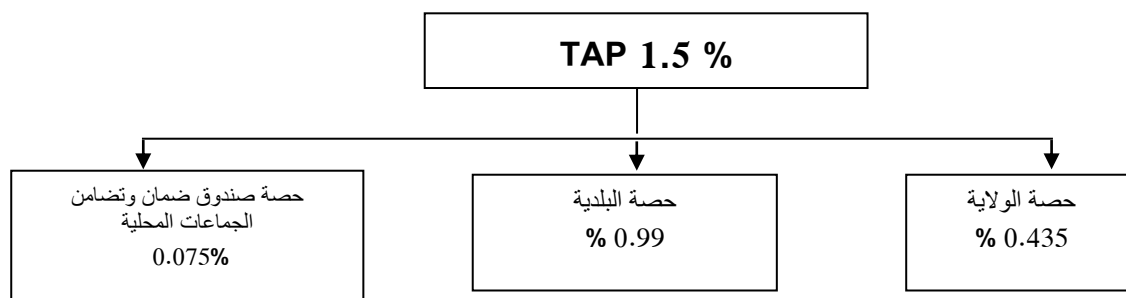 TAP 1.5 %
حصة الولاية
0.435 %
حصة البلدية
0.99 %
حصة صندوق ضمان وتضامن
الجماعات المحلية
0.075%